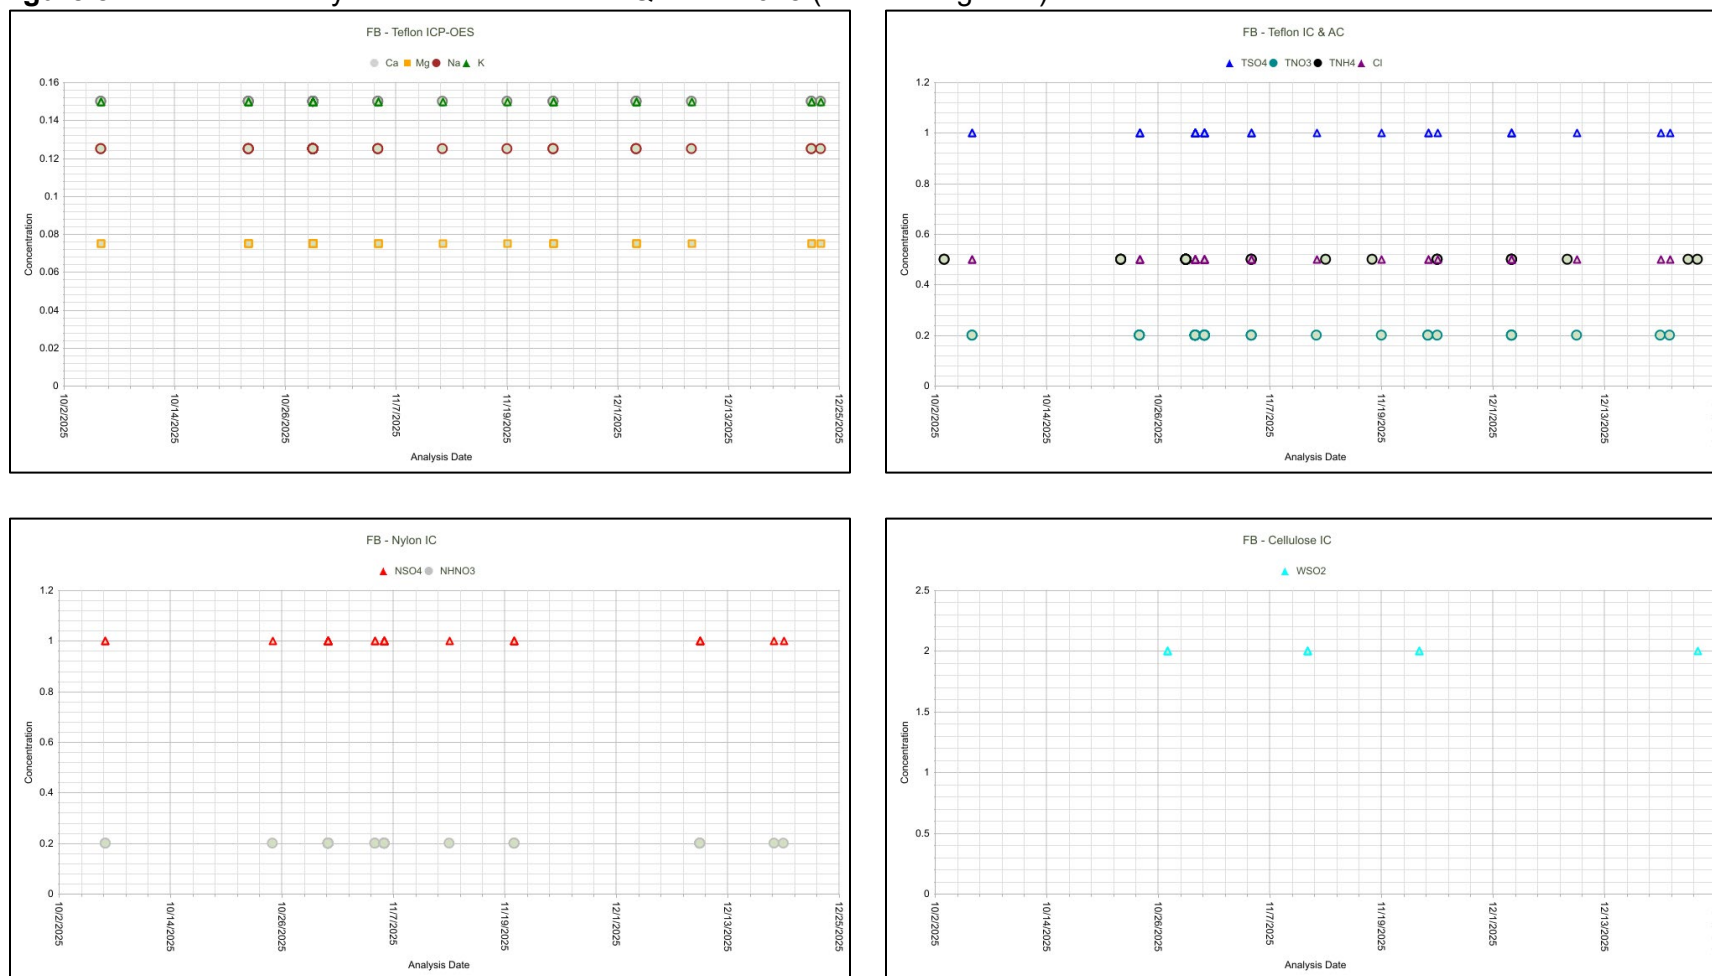 FB - Teflon ICP-OES
Ca Mg Na K
0.16
0.14
0.12
0.1
0.08
0.06
0.04
0.02
0
Concentration
10/2/2025 10/14/2025 10/26/2025 11/7/2025 11/19/2025 12/1/2025 12/13/2025 12/25/2025
Analysis Date
FB - Teflon IC & AC
TSO4 TNO3 TNH4 Cl
1.2
1
0.8
0.6
0.4
0.2
0
Concentration
10/2/2025 10/14/2025 10/26/2025 11/7/2025 11/19/2025 12/1/2025 12/13/2025
Analysis Date
FB - Nylon IC
NSO4 NHNO3
1.2
1
0.8
0.6
0.4
0.2
0
Concentration
10/2/2025 10/14/2025 10/26/2025 11/7/2025 11/19/2025 12/1/2025 12/13/2025 12/25/2025
Analysis Date
FB - Cellulose IC
WSO2
2.5
2
1.5
1
0.5
0
Concentration
10/2/2025 10/14/2025 10/26/2025 11/7/2025 11/19/2025 12/1/2025 12/13/2025
Analysis Date